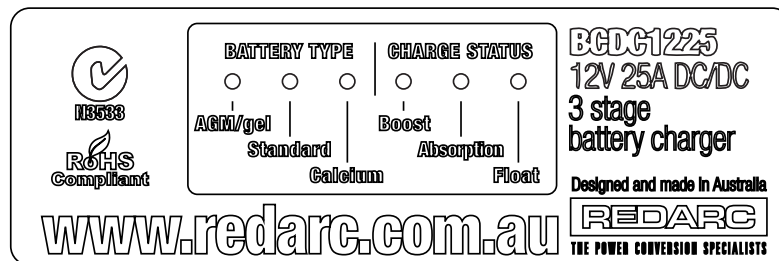 N3533
RoHS
Compliant
BATTERY TYPE
CHARGE STATUS
AGM/gel
Standard
Calcium
Boost
Absorption
Float
BCDC1225
12V 25A DC/DC
3 stage
battery charger
Designed and made in Australia
REDARC
THE POWER CONVERSION SPECIALISTS
www.redarc.com.au